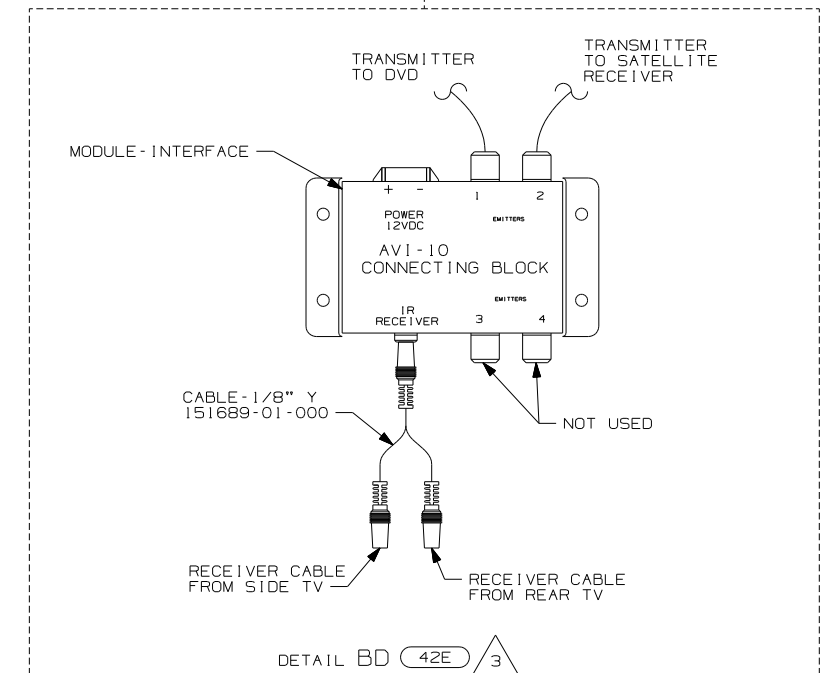 TRANSMITTER
TO DVD
TRANSMITTER
TO SATELLITE
RECEIVER
MODULE-INTERFACE
+ -
1
2
POWER
12VDC
EMITTERS
AVI-10
CONNECTING BLOCK
EMITTERS
IR
RECEIVER
3
4
CABLE-1/8" Y
151689-01-000
NOT USED
RECEIVER CABLE
FROM SIDE TV
RECEIVER CABLE
FROM REAR TV
DETAIL BD 42E 3